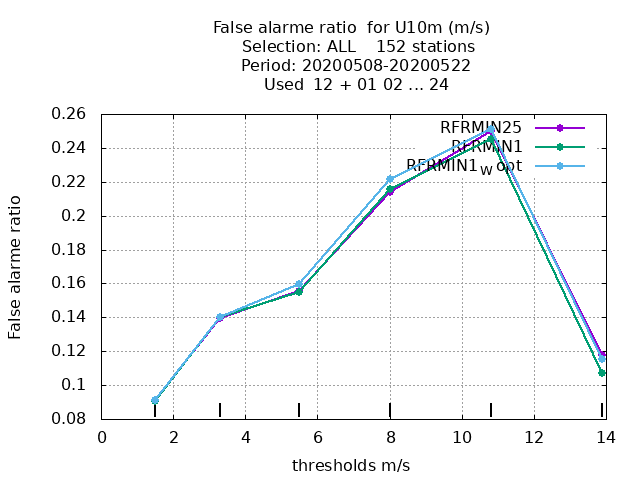 False alarme ratio  for U10m (m/s)
Selection: ALL    152 stations
Period: 20200508-20200522
Used  12 + 01 02 ... 24
RFRMIN25
RFRMIN1
RFRMIN1wopt
0.26
0.24
0.22
0.2
0.18
0.16
0.14
0.12
0.1
0.08
False alarme ratio
0 2 4 6 8 10 12 14
thresholds m/s